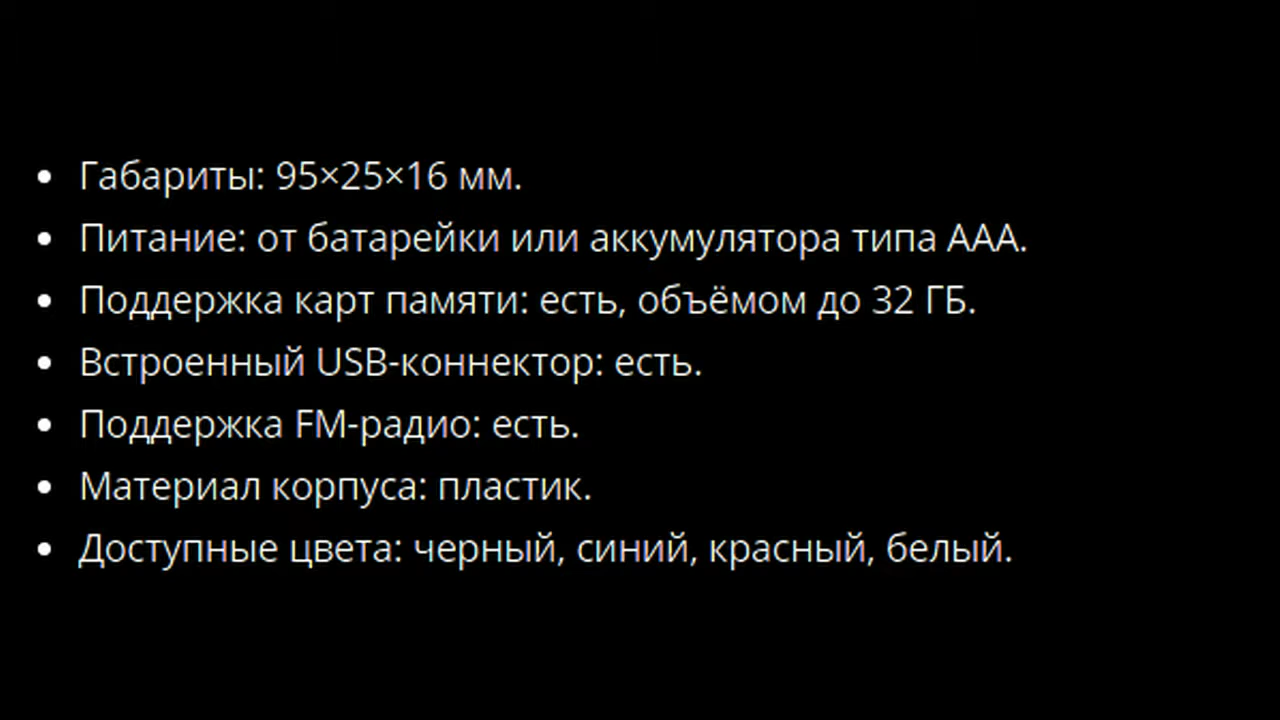 • Габариты: 95×25×16 мм.
• Питание: от батарейки или аккумулятора типа ААА.
• Поддержка карт памяти: есть, объёмом до 32 ГБ.
• Встроенный USB-коннектор: есть.
• Поддержка FM-радио: есть.
• Материал корпуса: пластик.
• Доступные цвета: черный, синий, красный, белый.